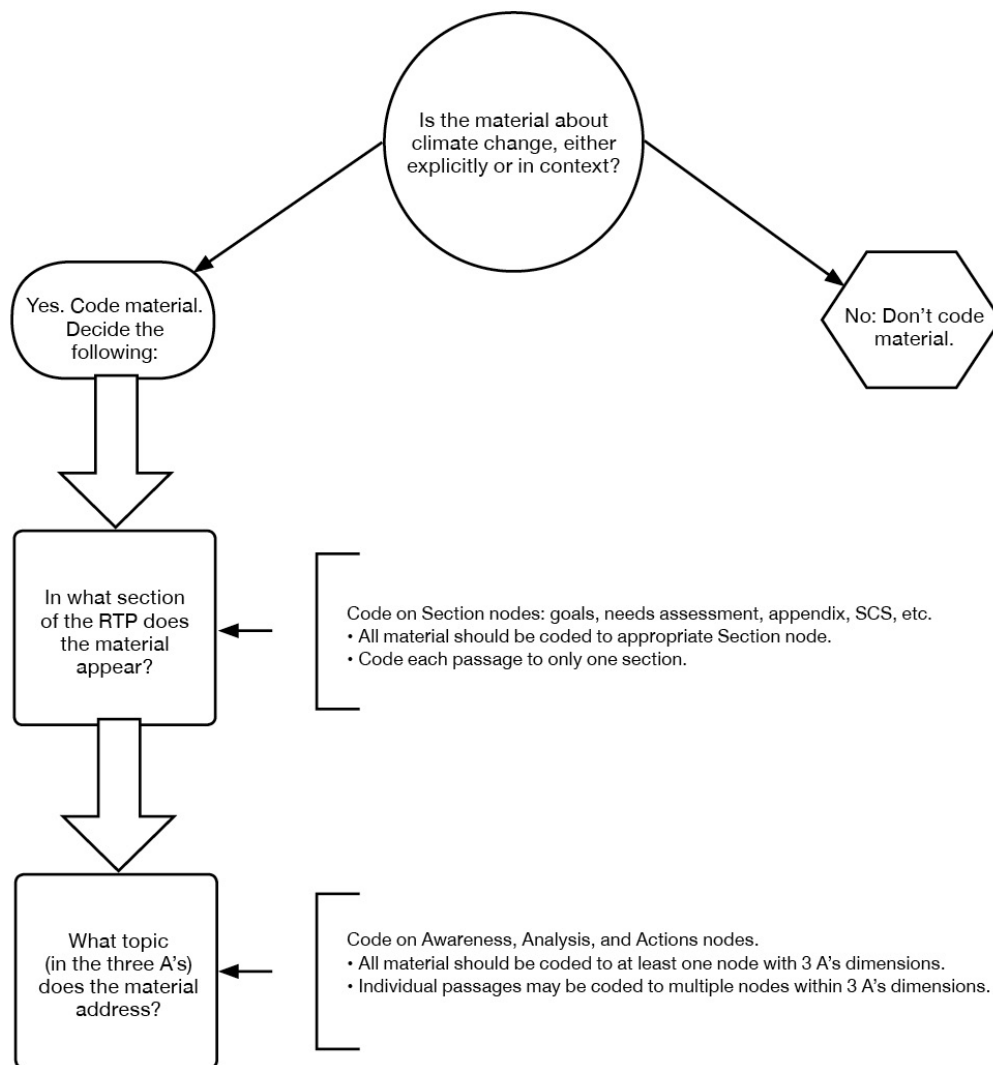 Is the material about
climate change, either
explicitly or in context?
Yes. Code material.
Decide the
following:
No: Don’t code
material.
In what section
of the RTP does
the material
appear?
Code on Section nodes: goals, needs assessment, appendix, SCS, etc.
• All material should be coded to appropriate Section node.
• Code each passage to only one section.
What topic
(in the three A’s)
does the material
address?
Code on Awareness, Analysis, and Actions nodes.
• All material should be coded to at least one node with 3 A’s dimensions.
• Individual passages may be coded to multiple nodes within 3 A’s dimensions.